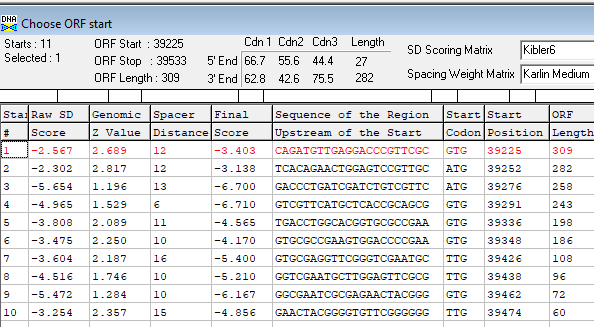 DNA Choose ORF start
Starts : 11 ORF Start : 39225 Cdn 1 Cdn2 Cdn3 Length SD Scoring Matrix Kibler6
Selected : 1 ORF Stop : 39533 5' End 66.7 55.6 44.4 27
ORF Length : 309 3' End 62.8 42.6 75.5 282 Spacing Weight Matrix Karlin Medium
Star Raw SD Genomic Spacer Final Sequence of the Region Start Start ORF
# Score Z Value Distance Score Upstream of the Start Codon Position Length
1 -2.567 2.689 12 -3.403 CAGATGTTGAGGACCCGTTCGC GTG 39225 309
2 -2.302 2.817 12 -3.138 TCACAGAACTGGAGTCCGTTCG ATG 39252 282
3 -5.654 1.196 13 -6.700 GACCCTGATCGATCTGTCGTTC ATG 39276 258
4 -4.965 1.529 6 -6.710 GTCGTTCATGCTCACCGCAGCG GTG 39291 243
5 -3.808 2.089 11 -4.565 TGACCTGGCACGGTGCGCCGAA GTG 39336 198
6 -3.475 2.250 10 -4.170 GTGCGCCGAAGTGGACCCCGAA GTG 39348 186
7 -3.604 2.187 16 -5.400 GTGCGAGGTTCGGGTCGAATGC TTG 39426 108
8 -4.516 1.746 10 -5.210 GGTCGAATGCTTGGAGTTCGCG TTG 39438 96
9 -5.472 1.284 10 -6.167 GGCGAATCGCGAGAACTACGGG GTG 39462 72
10 -3.254 2.357 15 -4.856 GAACTACGGGGTGTTCGGGGGG TTG 39474 60